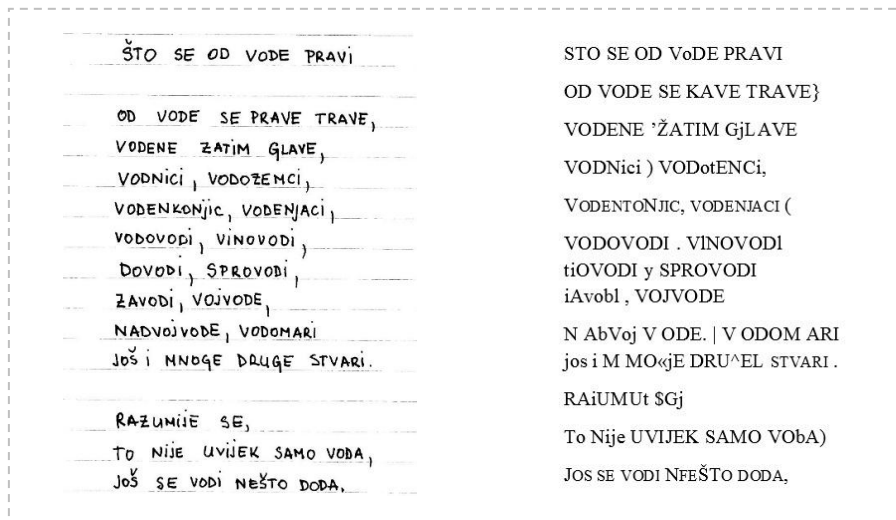 ŠTO SE OD VODE PRAVi
OD VODE SE PRAVE TRAVE,
VODENE ZATiM GLAVE,
VODNiCi, VODOZEMCi,
VODENKONjiC, VODENJACi,
VODOVODi, ViNOVODi,
DOVODi, SPROVODi,
ZAVODi, VOJVODE,
NADVOjVODE, VODOMARi
JOŠ i MNOGE DRUGE STVARi.
RAZUMiJE SE,
TO NiJE UViJEK SAMO VODA,
JOŠ SE VODi NEŠTO DODA.
STO SE OD VoDE PRAVI
OD VODE SE KAVE TRAVE}
VODENE ’ŽATIM GjLAVE
VODNici ) VODotENCi,
VODENTONJIC, VODENJACI (
VODOVODI . VlNOVODl
tiOVODI y SPROVODI
iAvobl , VOJVODE
N AbVoj V ODE. | V ODOM ARI
jos i M MO«jE DRU^EL STVARI .
RAiUMUt $Gj
To Nije UVIJEK SAMO VObA)
JOS SE VODI NFEŠTO DODA,